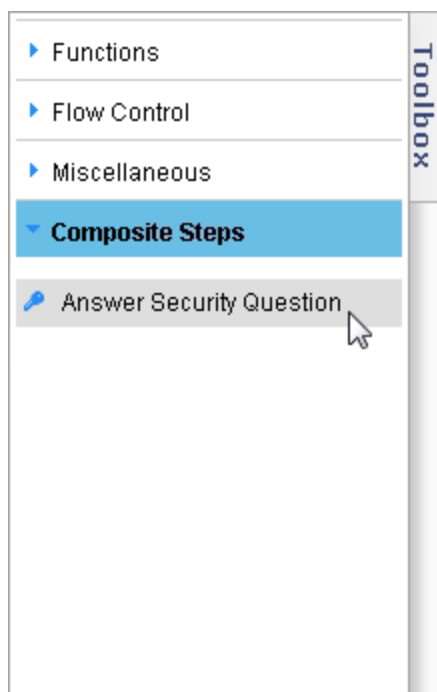 Functions
Flow Control
Miscellaneous
Composite Steps
Answer Security Question
Toolbox